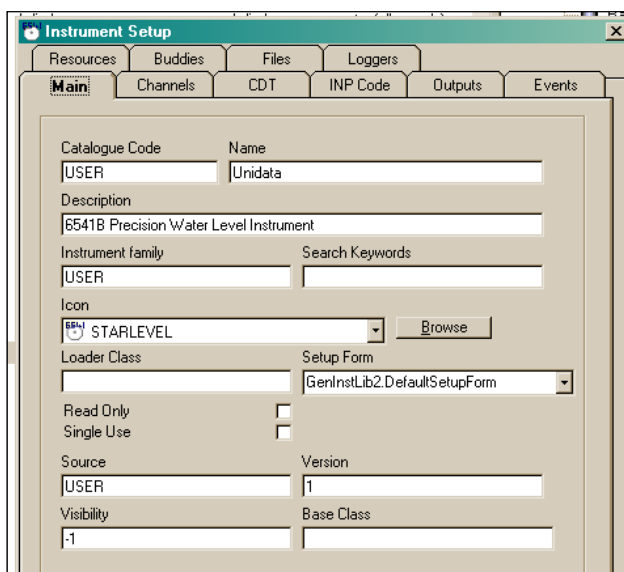 Instrument Setup
Resources Buddies Files Loggers
Main Channels CDT INP Code Outputs Events
Catalogue Code Name
USER Unidata
Description
6541B Precision Water Level Instrument
Instrument family Search Keywords
USER
Icon
6541 STARLEVEL Browse
Loader Class Setup Form
GenInstLib2.DefaultSetupForm
Read Only
Single Use
Source Version
USER 1
Visibility Base Class
-1